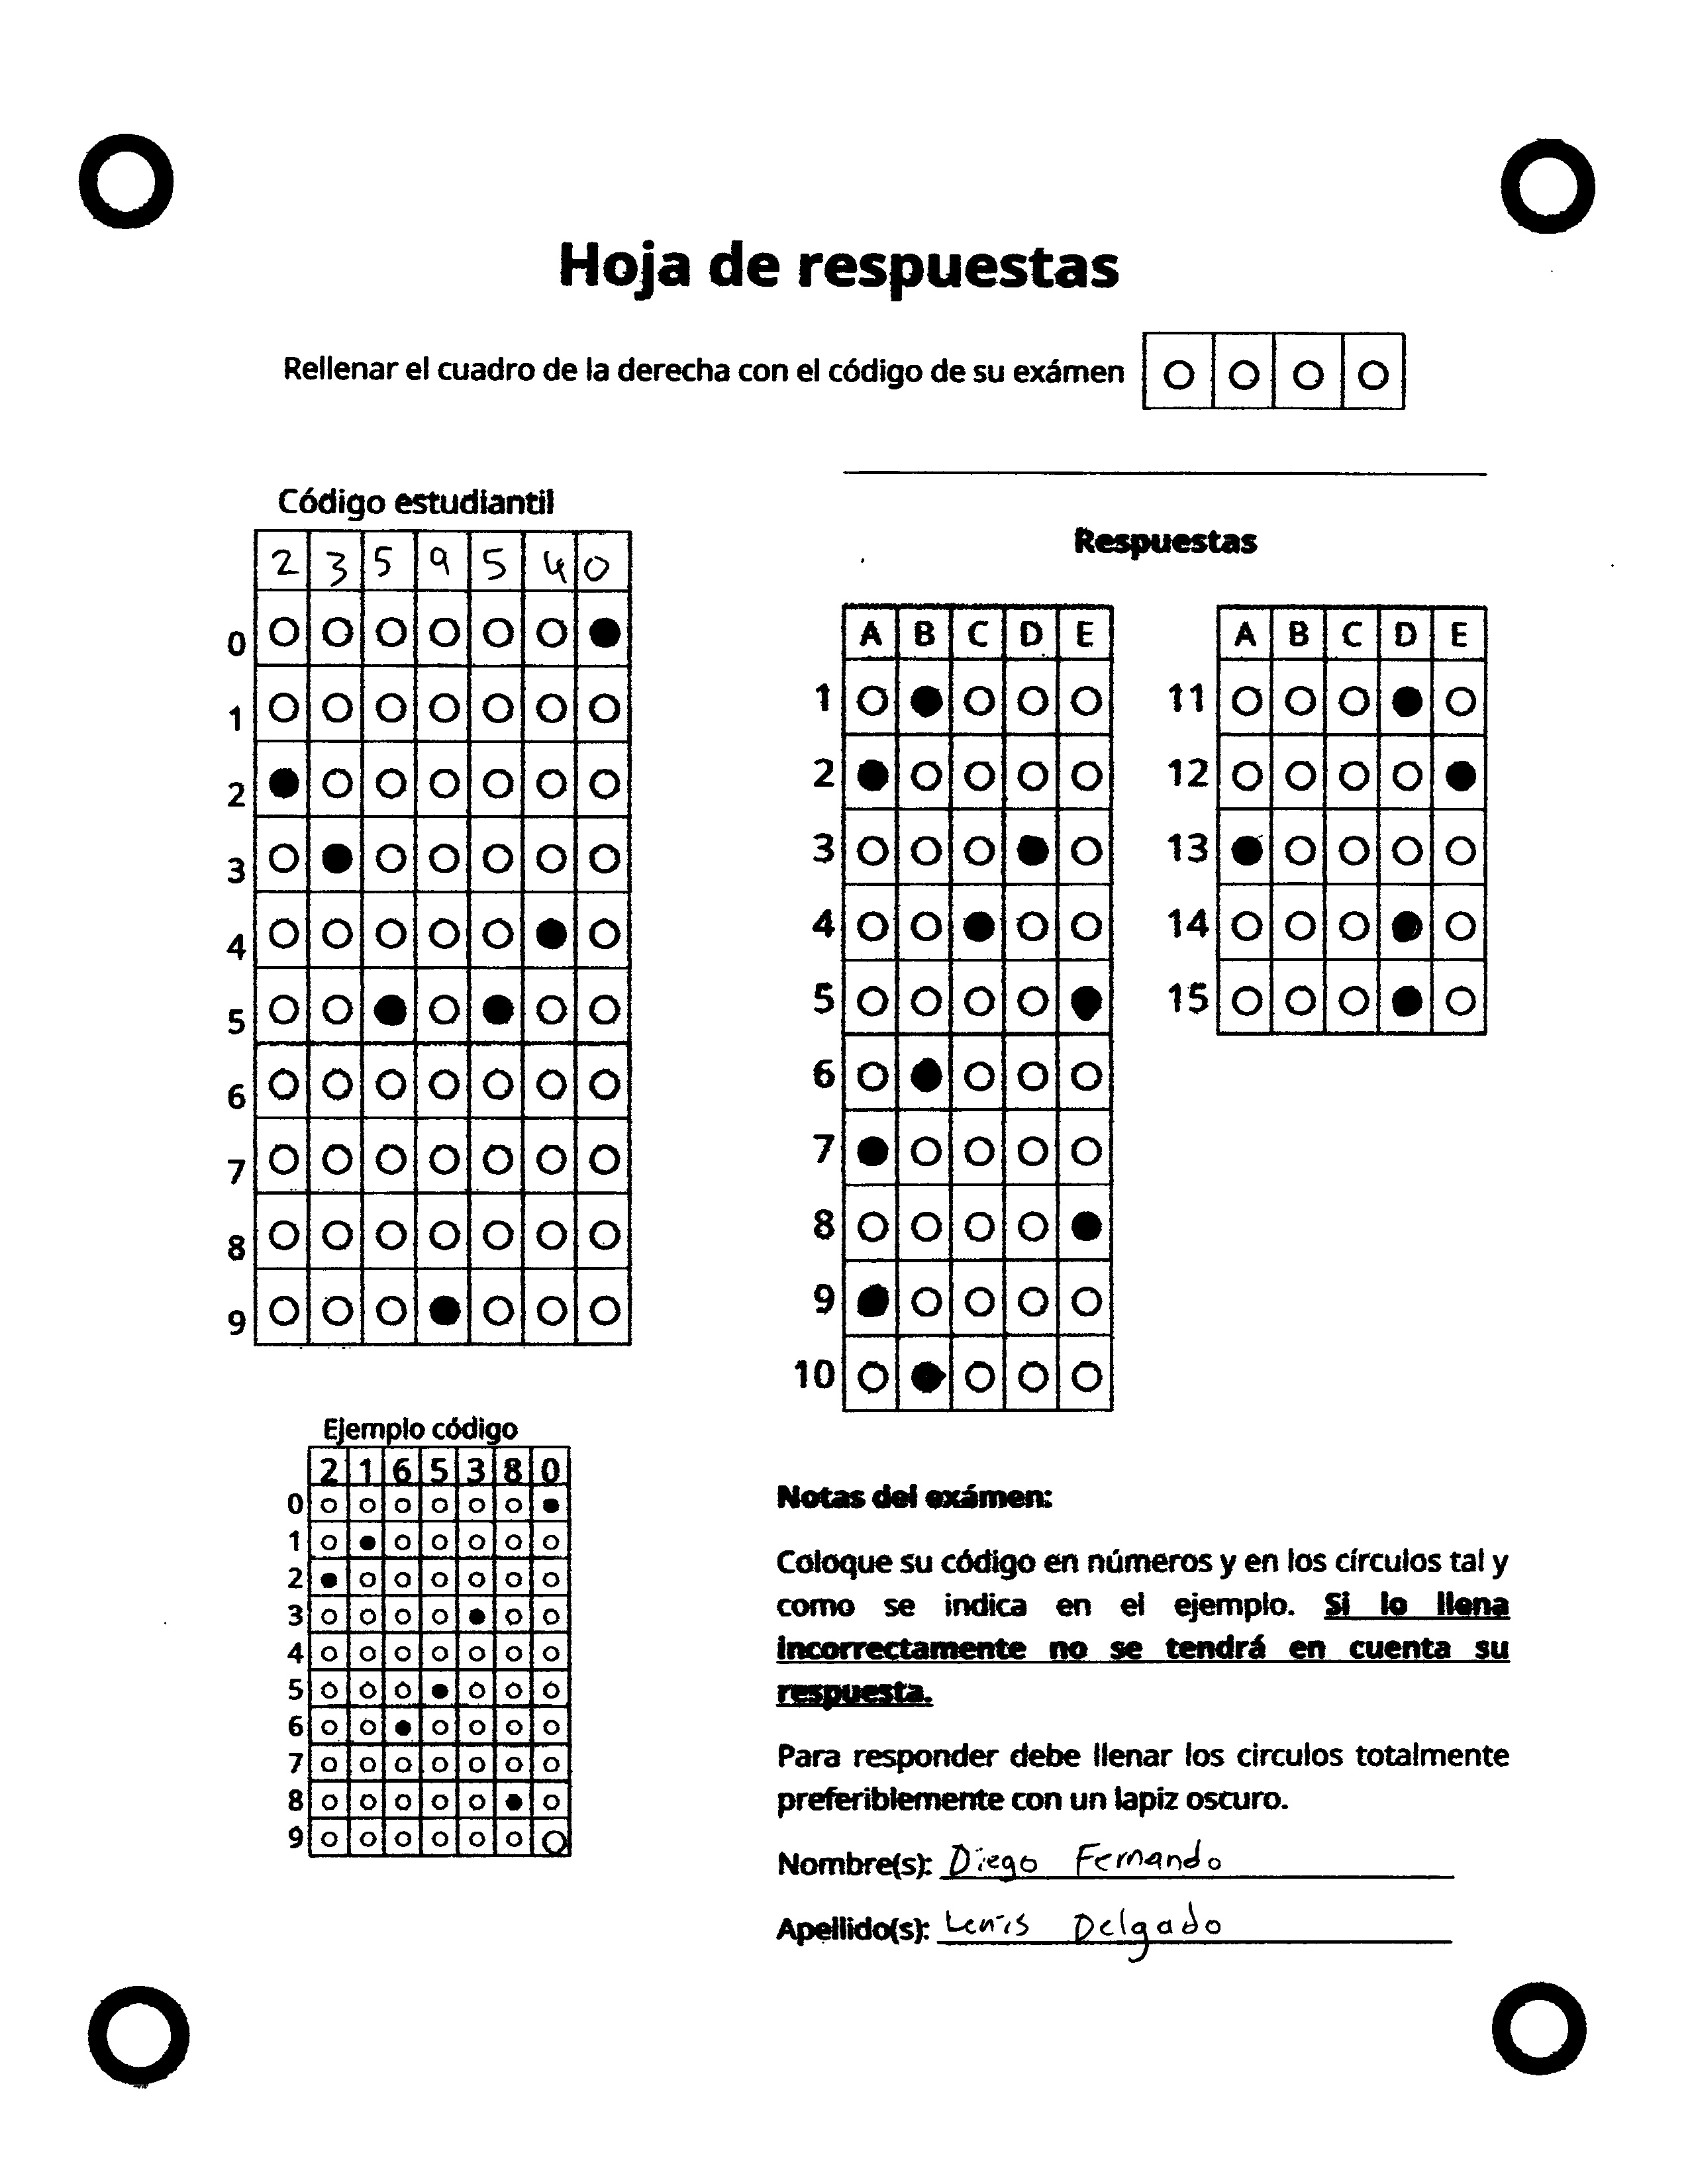 Hoja de respuestas
Rellenar el cuadro de la derecha con el código de su exámen
Código estudiantil
2 3 5 9 5 4 0
0
1
2
3
4
5
6
7
8
9
Respuestas
A B C D E
1
2
3
4
5
6
7
8
9
10
A B C D E
11
12
13
14
15
Ejemplo código
2 1 6 5 3 8 0
0
1
2
3
4
5
6
7
8
9
Notas del exámen:
Coloque su código en números y en los círculos tal y
como se indica en el ejemplo. Si lo llena
incorrectamente no se tendrá en cuenta su
respuesta.
Para responder debe llenar los circulos totalmente
preferiblemente con un lapiz oscuro.
Nombre(s): Diego Fernando
Apellido(s): Lenis Delgado